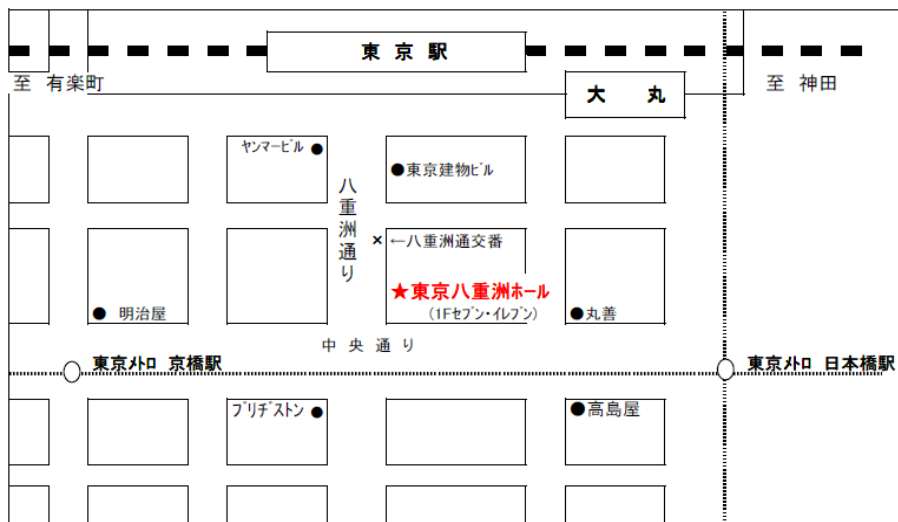 東京駅
至 有楽町
大 丸
至 神田
ヤンマービル ●
●東京建物ビル
八重洲通り
×
←八重洲通交番
★東京八重洲ホール
(1Fセブン・イレブン)
● 明治屋
●丸善
中央通り
東京メトロ 京橋駅
東京メトロ 日本橋駅
ブリヂストン ●
●高島屋